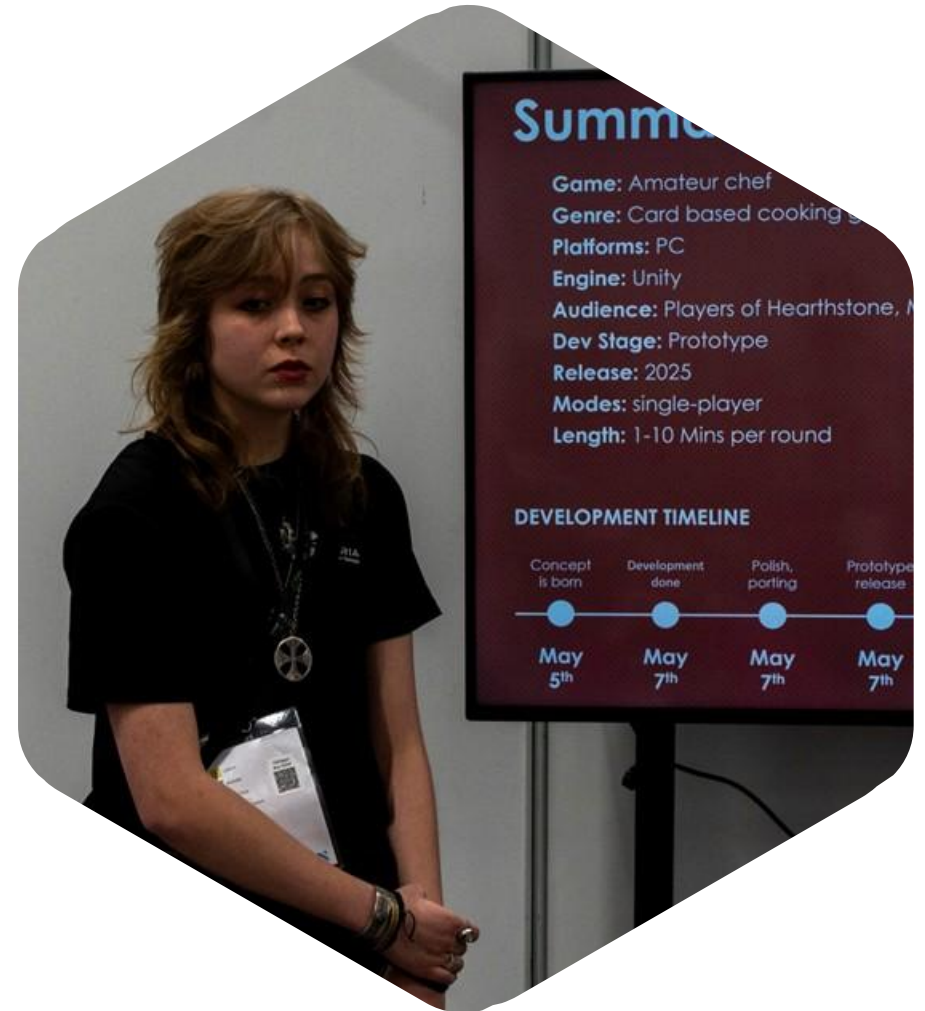 Summa
Game: Amateur chef
Genre: Card based cooking g
Platforms: PC
Engine: Unity
Audience: Players of Hearthstone, M
Dev Stage: Prototype
Release: 2025
Modes: single-player
Length: 1-10 Mins per round
DEVELOPMENT TIMELINE
Concept is born
Development done
Polish, porting
Prototype release
May 5th
May 7th
May 7th
May 7th